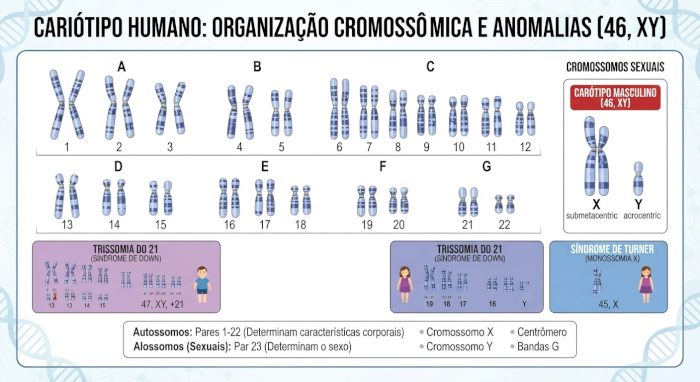 CARIÓTIPO HUMANO: ORGANIZAÇÃO CROMOSSÔMICA E ANOMALIAS (46, XY)
A B C
1 2 3 4 5 6 7 8 9 10 11 12
D E F G
13 14 15 16 17 18 19 20 21 22
CROMOSSOMOS SEXUAIS
CARÓTIPO MASCULINO
(46, XY)
X Y
submetacentric acrocentric
TRISSOMIA DO 21
(SÍNDROME DE DOWN)
13 13 14 15
47, XY, +21
TRISSOMIA DO 21
(SÍNDROME DE DOWN)
19 18 17 16 Y
SÍNDROME DE TURNER
(MONOSSOMIA X)
45, X
Autossomos: Pares 1-22 (Determinam características corporais)
Alossomos (Sexuais): Par 23 (Determinam o sexo)
• Cromossomo X
• Cromossomo Y
• Centrômero
• Bandas G